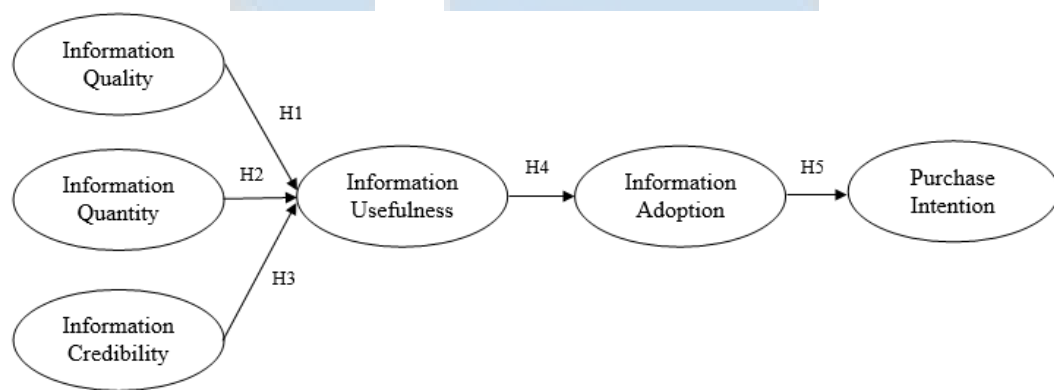 Information
Quality
H1
Information
Quantity
H2
Information
Usefulness
H4
Information
Adoption
H5
Purchase
Intention
H3
Information
Credibility